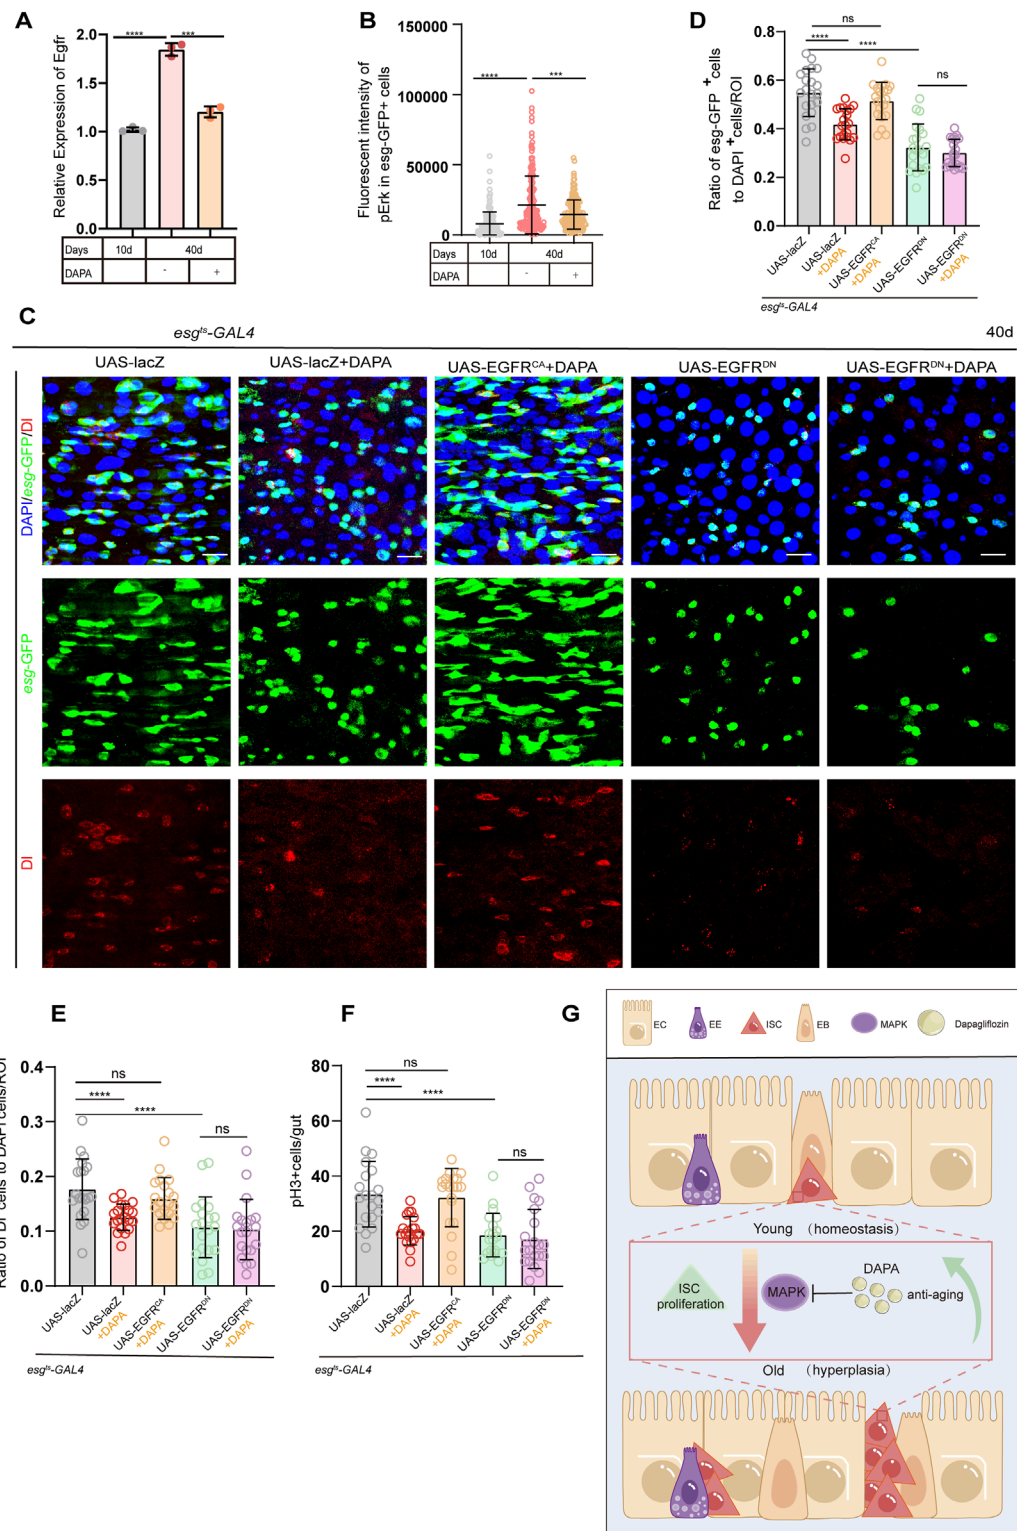 A
Relative Expression of Egfr
2.0
1.5
1.0
0.5
0.0
****
***
Days 10d 40d
DAPA - +
B
Fluorescent intensity of
pErk in esg-GFP+ cells
150000
100000
50000
0
****
***
Days 10d 40d
DAPA - +
D
Ratio of esg-GFP +cells
to DAPI +cells/ROI
0.8
0.6
0.4
0.2
0.0
ns
****
****
ns
UAS-lacZ
UAS-lacZ
+DAPA
UAS-EGFRCA
+DAPA
UAS-EGFRDN
UAS-EGFRDN
+DAPA
esgts-GAL4
C
esgts-GAL4
40d
UAS-lacZ
UAS-lacZ+DAPA
UAS-EGFRCA+DAPA
UAS-EGFRDN
UAS-EGFRDN+DAPA
DAPI/esg-GFP/DI
esg-GFP
DI
E
0.4
0.3
0.2
0.1
0.0
ns
****
****
ns
UAS-lacZ
UAS-lacZ
+DAPA
UAS-EGFRCA
+DAPA
UAS-EGFRDN
UAS-EGFRDN
+DAPA
esgts-GAL4
F
pH3+cells/gut
80
60
40
20
0
ns
****
****
ns
UAS-lacZ
UAS-lacZ
+DAPA
UAS-EGFRCA
+DAPA
UAS-EGFRDN
UAS-EGFRDN
+DAPA
esgts-GAL4
G
EC EE ISC EB MAPK Dapagliflozin
Young (homeostasis)
ISC
proliferation
MAPK
DAPA
anti-aging
Old (hyperplasia)